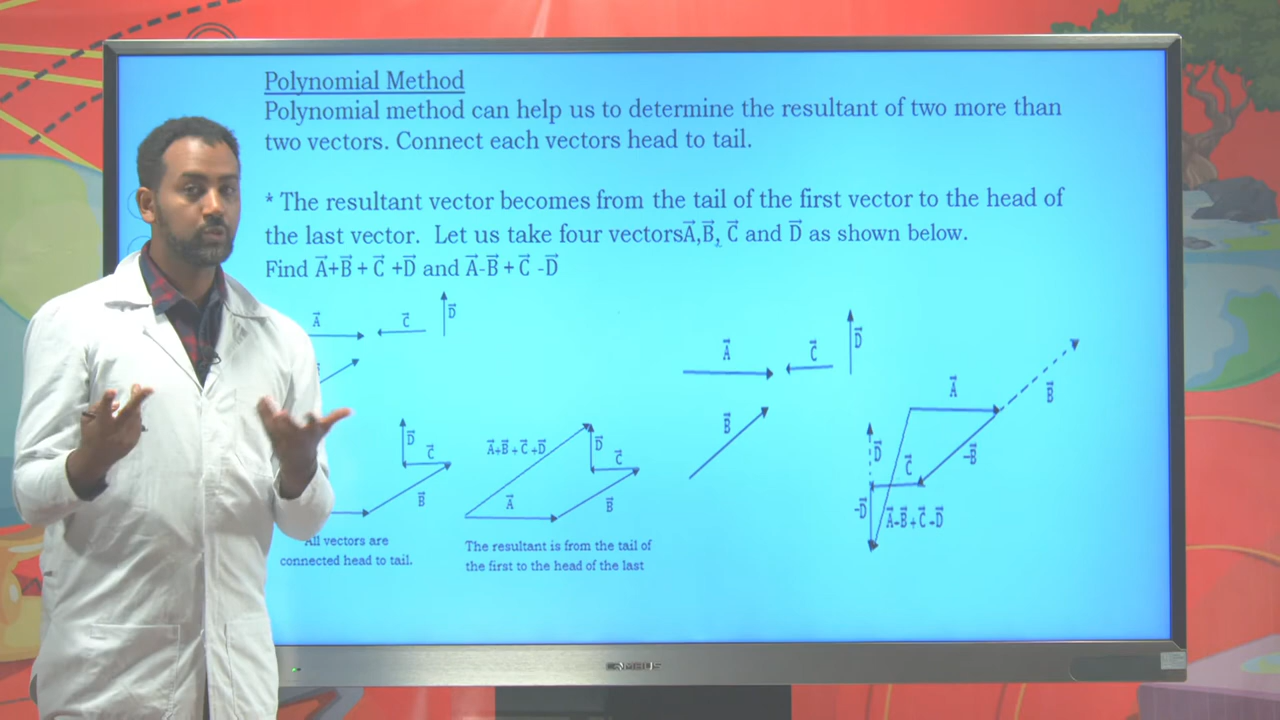 Polynomial Method
Polynomial method can help us to determine the resultant of two more than
two vectors. Connect each vectors head to tail.
* The resultant vector becomes from the tail of the first vector to the head of
the last vector. Let us take four vectorsA⃗,B⃗, C⃗ and D⃗ as shown below.
Find A⃗+B⃗ + C⃗ +D⃗ and A⃗-B⃗ + C⃗ -D⃗
A⃗
C⃗
D⃗
D⃗
C⃗
B⃗
All vectors are
connected head to tail.
A⃗+B⃗ + C⃗ +D⃗
D⃗
C⃗
A⃗
B⃗
The resultant is from the tail of
the first to the head of the last
A⃗
C⃗
D⃗
B⃗
A⃗
B⃗
-B⃗
D⃗
C⃗
-D⃗
A⃗-B⃗ + C⃗ -D⃗